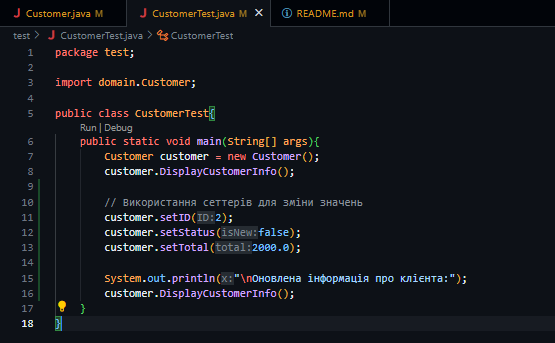 J Customer.java M
J CustomerTest.java M ×
README.md M
test > J CustomerTest.java > CustomerTest
1 package test;
2
3 import domain.Customer;
4
5 public class CustomerTest{
Run | Debug
6 public static void main(String[] args){
7 Customer customer = new Customer();
8 customer.DisplayCustomerInfo();
9
10 // Використання сеттерів для зміни значень
11 customer.setID(ID:2);
12 customer.setStatus(isNew:false);
13 customer.setTotal(total:2000.0);
14
15 System.out.println(x:"\nОновлена інформація про клієнта:");
16 customer.DisplayCustomerInfo();
17 }
18 }